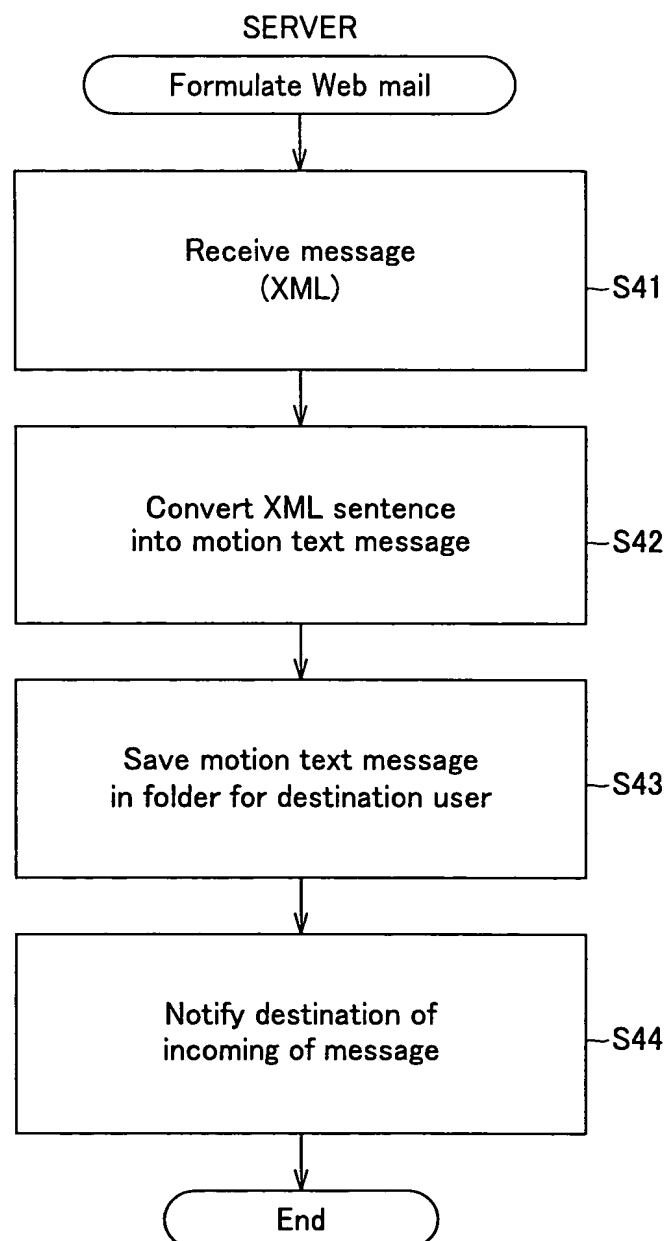 SERVER
Formulate Web mail
Receive message
(XML)
S41
Convert XML sentence
into motion text message
S42
Save motion text message
in folder for destination user
S43
Notify destination of
incoming of message
S44
End